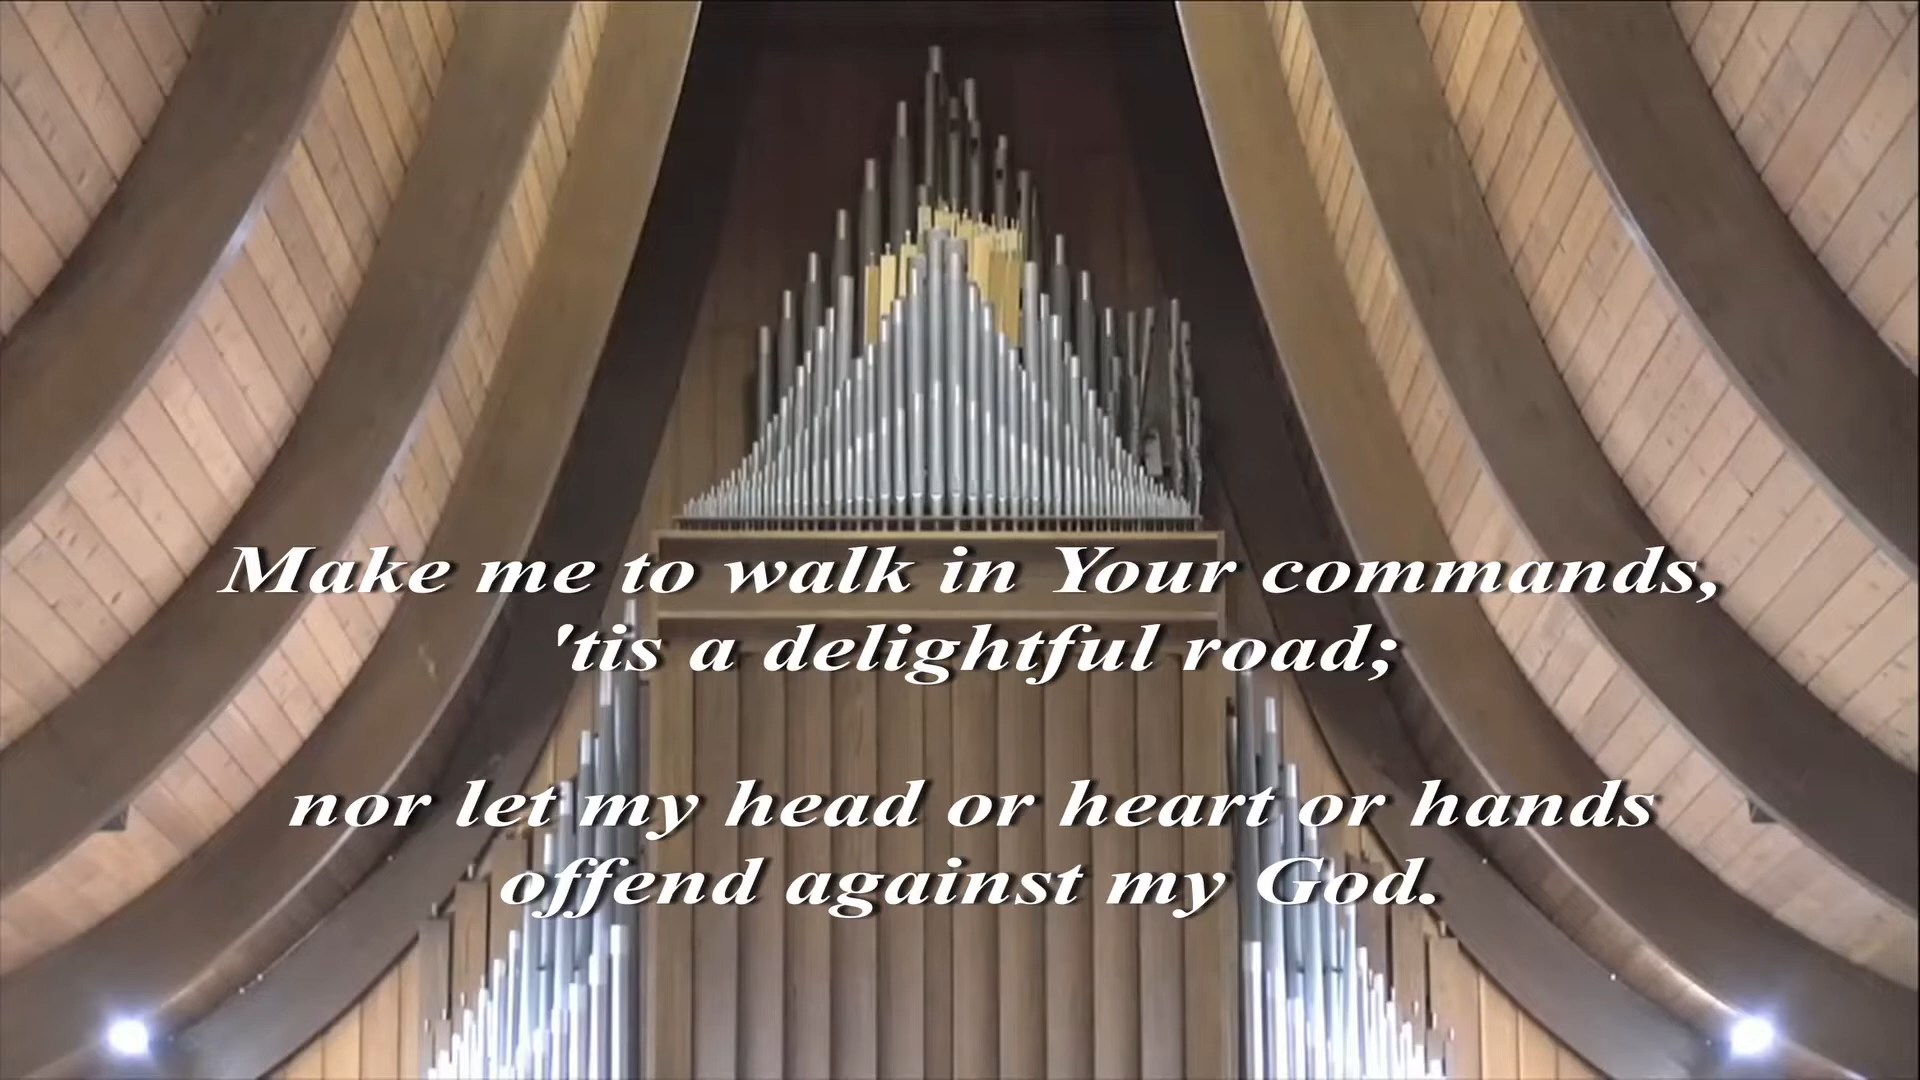 Make me to walk in Your commands,
'tis a delightful road;
nor let my head or heart or hands
offend against my God.